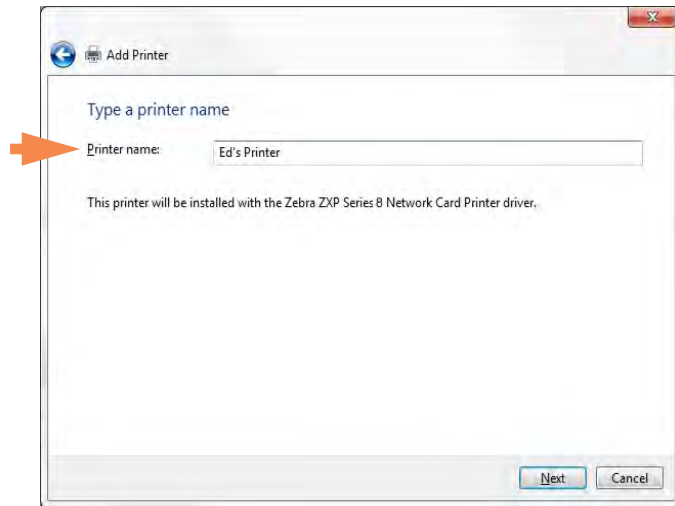 Add Printer
Type a printer name
Printer name: Ed's Printer
This printer will be installed with the Zebra ZXP Series 8 Network Card Printer driver.
Next Cancel